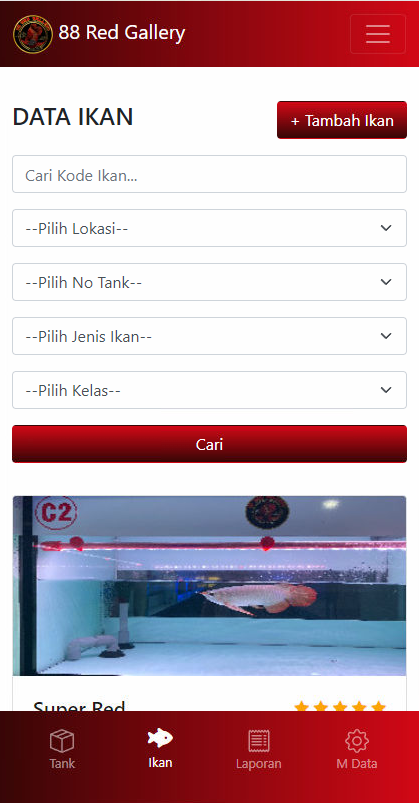 88 Red Gallery
DATA IKAN
+ Tambah Ikan
Cari Kode Ikan...
--Pilih Lokasi--
--Pilih No Tank--
--Pilih Jenis Ikan--
--Pilih Kelas--
Cari
C2
Super Red
Tank
Ikan
Laporan
M Data